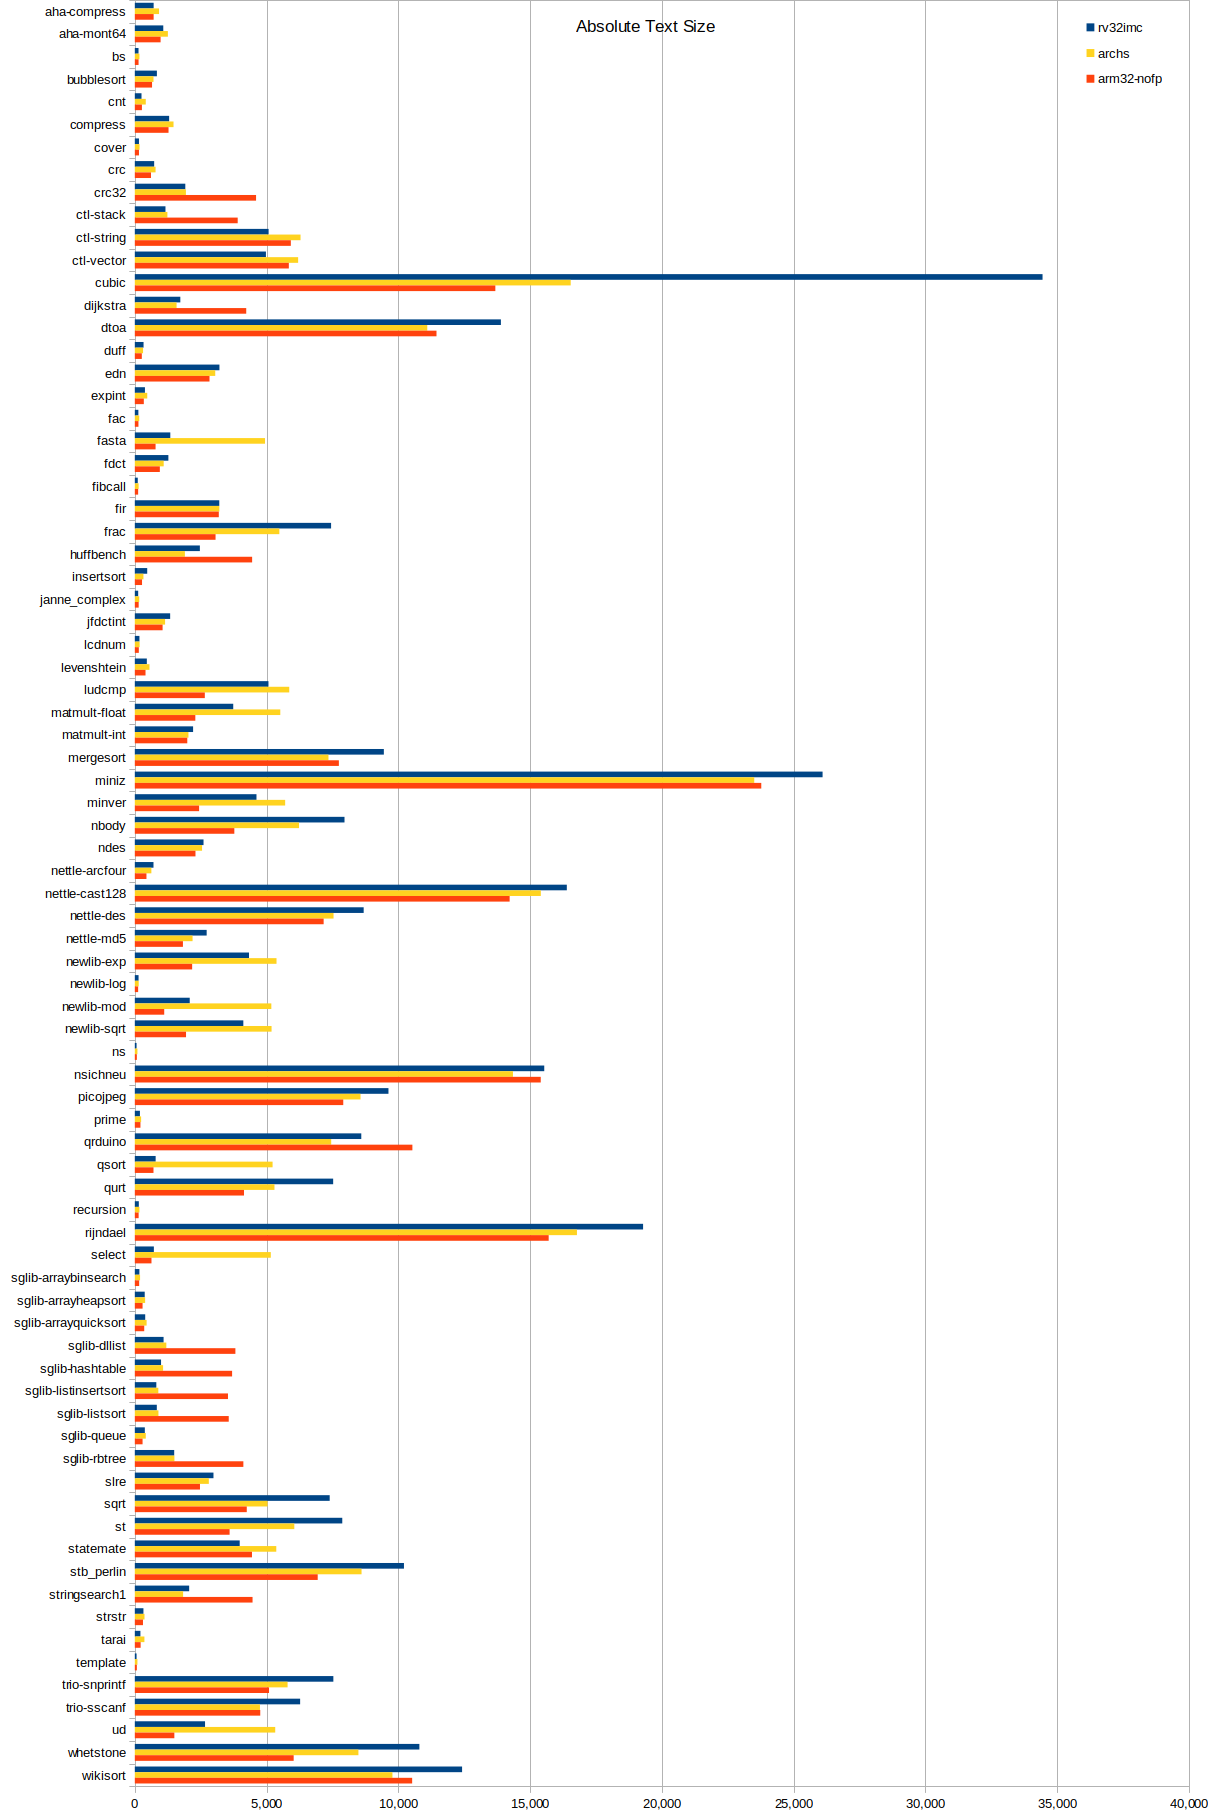 Absolute Text Size
rv32imc
archs
arm32-nofp
aha-compress
aha-mont64
bs
bubblesort
cnt
compress
cover
crc
crc32
ctl-stack
ctl-string
ctl-vector
cubic
dijkstra
dtoa
duff
edn
expint
fac
fasta
fdct
fibcall
fir
frac
huffbench
insertsort
janne_complex
jfdctint
lcdnum
levenshtein
ludcmp
matmult-float
matmult-int
mergesort
miniz
minver
nbody
ndes
nettle-arcfour
nettle-cast128
nettle-des
nettle-md5
newlib-exp
newlib-log
newlib-mod
newlib-sqrt
ns
nsichneu
picojpeg
prime
qrduino
qsort
qurt
recursion
rijndael
select
sglib-arraybinsearch
sglib-arrayheapsort
sglib-arrayquicksort
sglib-dllist
sglib-hashtable
sglib-listinsertsort
sglib-listsort
sglib-queue
sglib-rbtree
slre
sqrt
st
statemate
stb_perlin
stringsearch1
strstr
tarai
template
trio-snprintf
trio-sscanf
ud
whetstone
wikisort
0 5,000 10,000 15,000 20,000 25,000 30,000 35,000 40,000